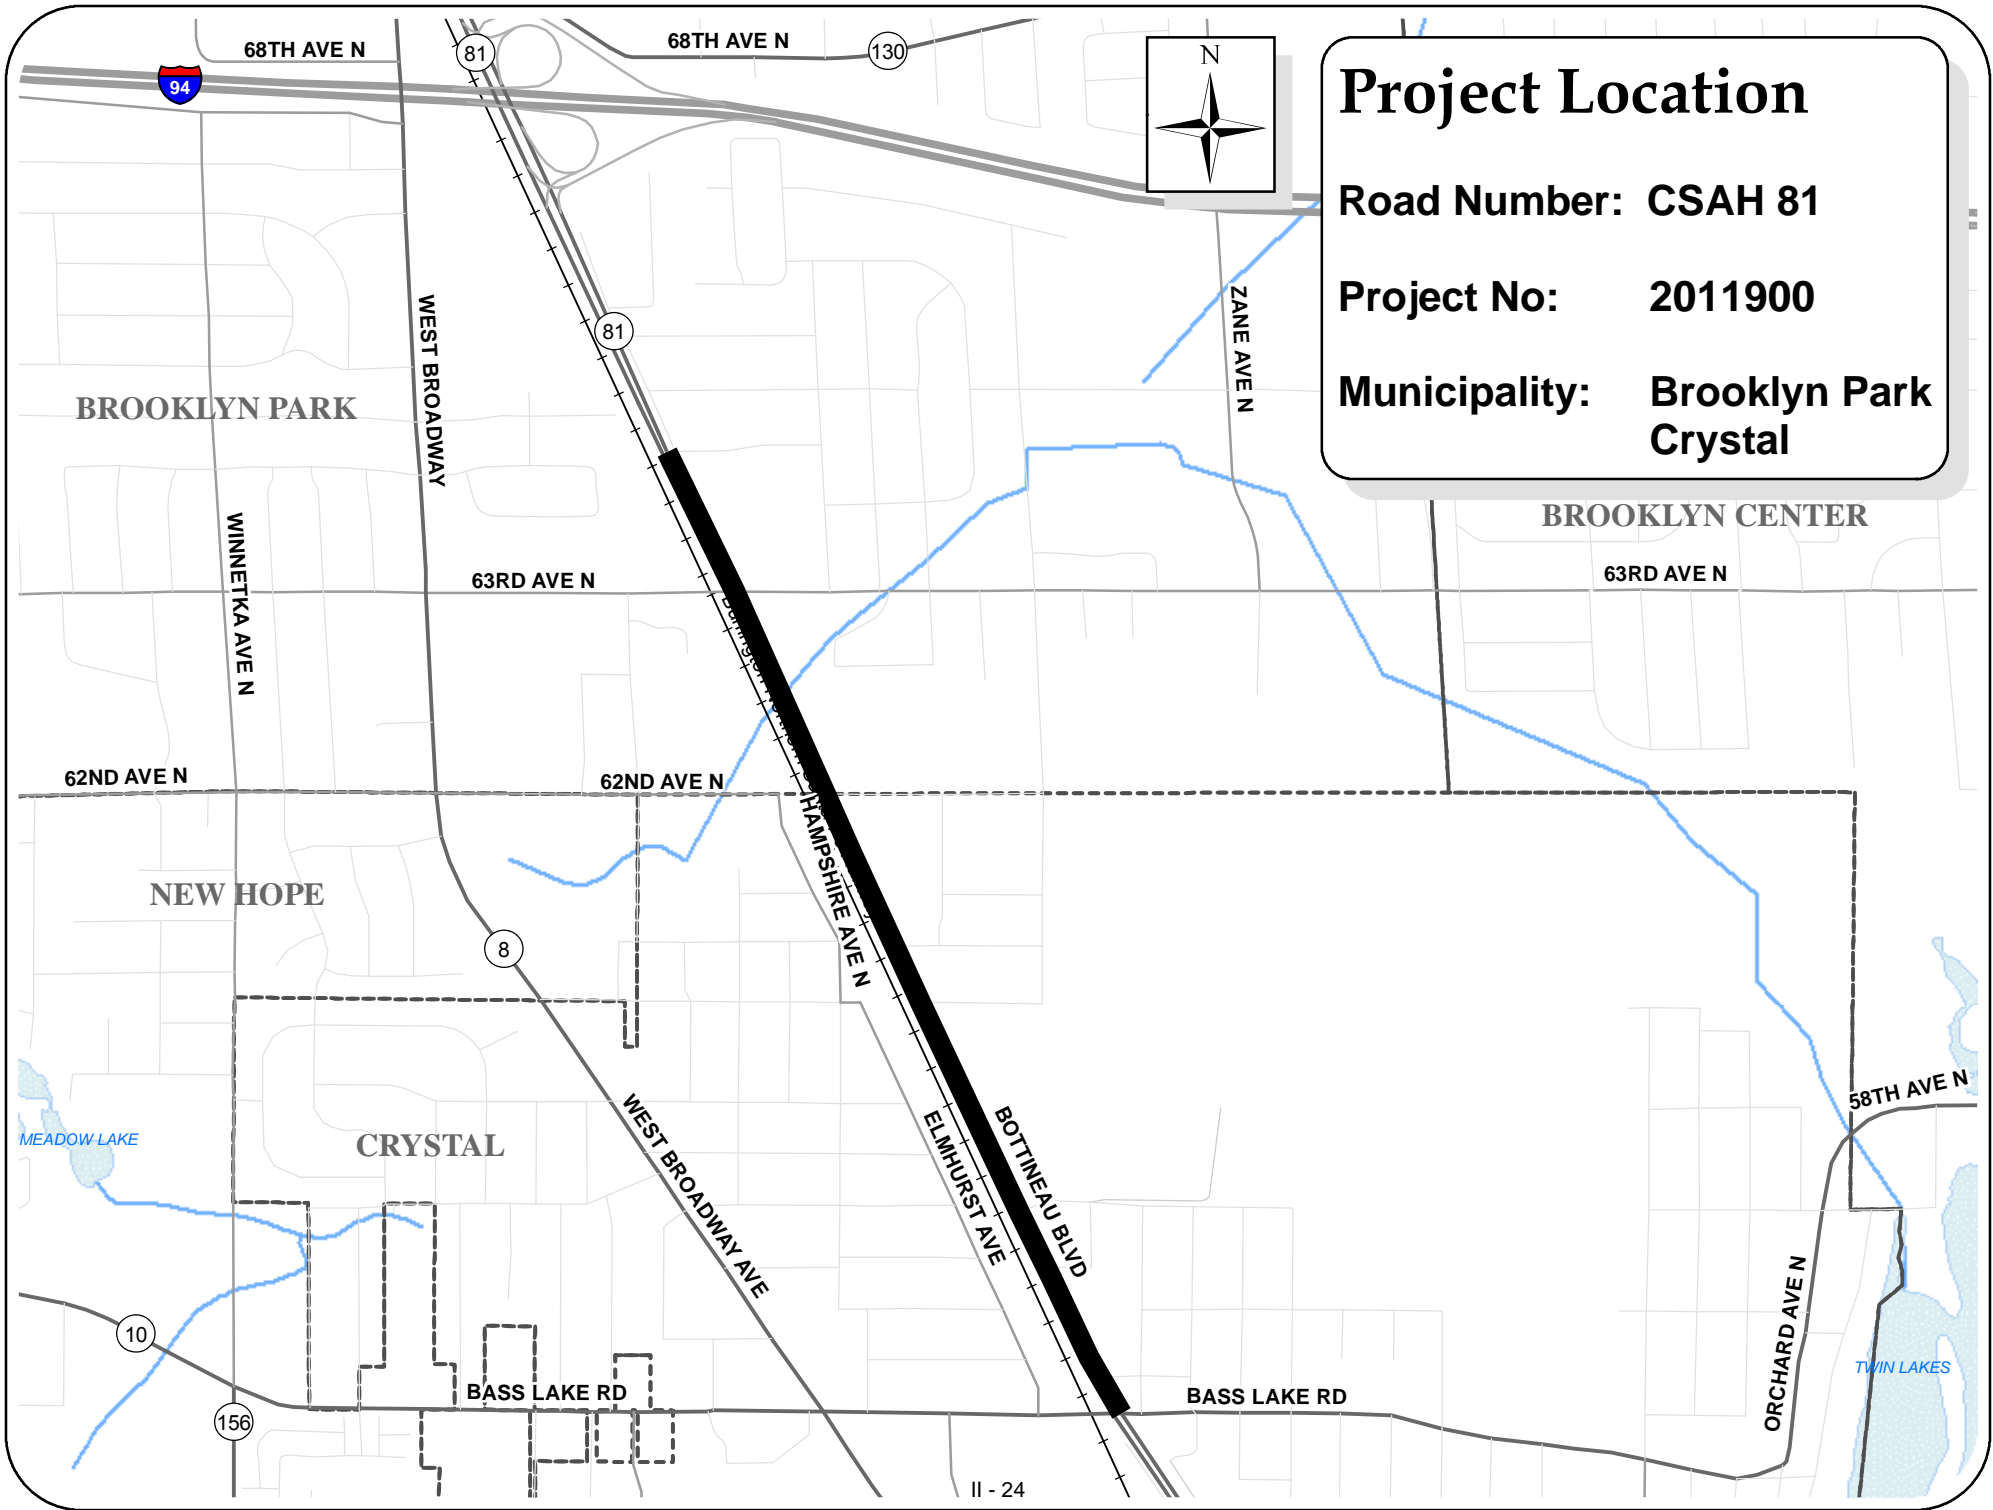 68TH AVE N
81
68TH AVE N
130
94
N
Project Location
Road Number: CSAH 81
Project No: 2011900
Municipality: Brooklyn Park
Crystal
WEST BROADWAY
81
ZANE AVE N
BROOKLYN PARK
BROOKLYN CENTER
WINNETKA AVE N
63RD AVE N
63RD AVE N
62ND AVE N
62ND AVE N
HAMPSHIRE AVE N
NEW HOPE
8
MEADOW LAKE
CRYSTAL
WEST BROADWAY AVE
ELMHURST AVE
BOTTINEAU BLVD
58TH AVE N
ORCHARD AVE N
TWIN LAKES
10
BASS LAKE RD
BASS LAKE RD
156
II - 24